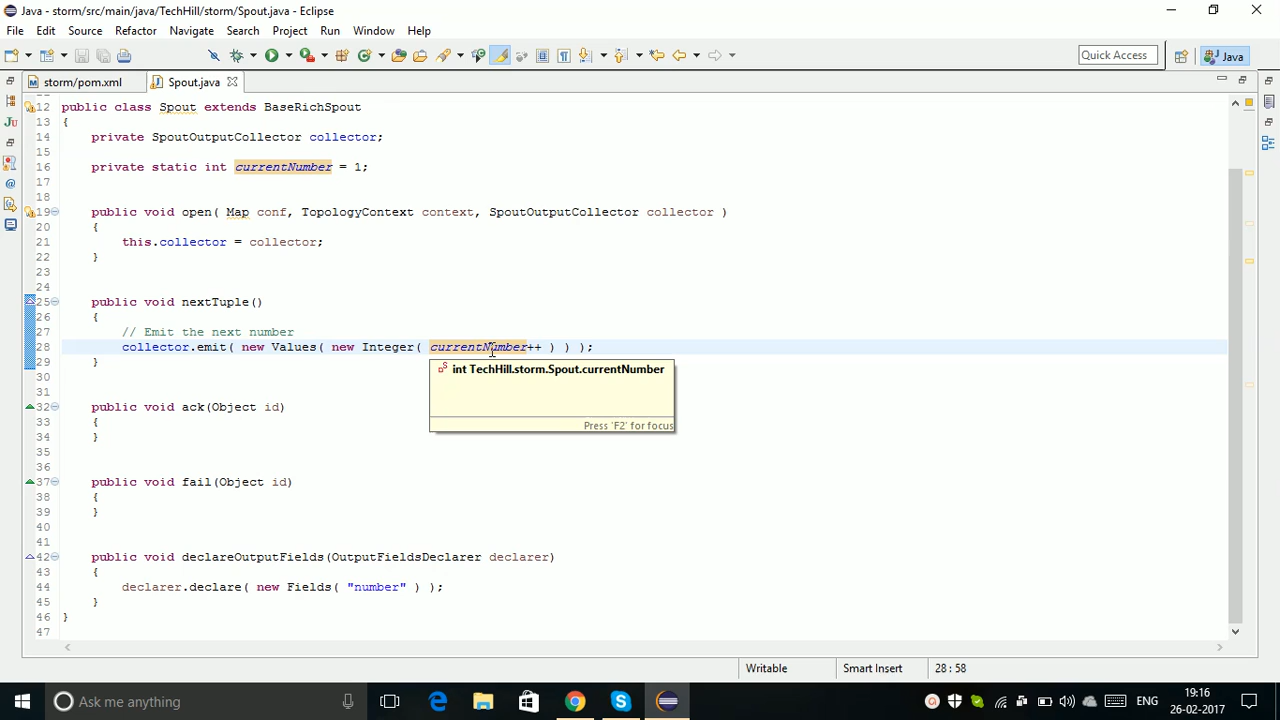 Java - storm/src/main/java/TechHill/storm/Spout.java - Eclipse
File Edit Source Refactor Navigate Search Project Run Window Help
Quick Access
Java
storm/pom.xml
Spout.java
12 public class Spout extends BaseRichSpout
13 {
14 private SpoutOutputCollector collector;
15
16 private static int currentNumber = 1;
17
18
19 public void open( Map conf, TopologyContext context, SpoutOutputCollector collector )
20 {
21 this.collector = collector;
22 }
23
24
25 public void nextTuple()
26 {
27 // Emit the next number
28 collector.emit( new Values( new Integer( currentNumber++ ) ) );
29 }
int TechHill.storm.Spout.currentNumber
Press 'F2' for focus
30
31
32 public void ack(Object id)
33 {
34 }
35
36
37 public void fail(Object id)
38 {
39 }
40
41
42 public void declareOutputFields(OutputFieldsDeclarer declarer)
43 {
44 declarer.declare( new Fields( "number" ) );
45 }
46 }
47
Writable
Smart Insert
28 : 58
Ask me anything
ENG
19:16
26-02-2017